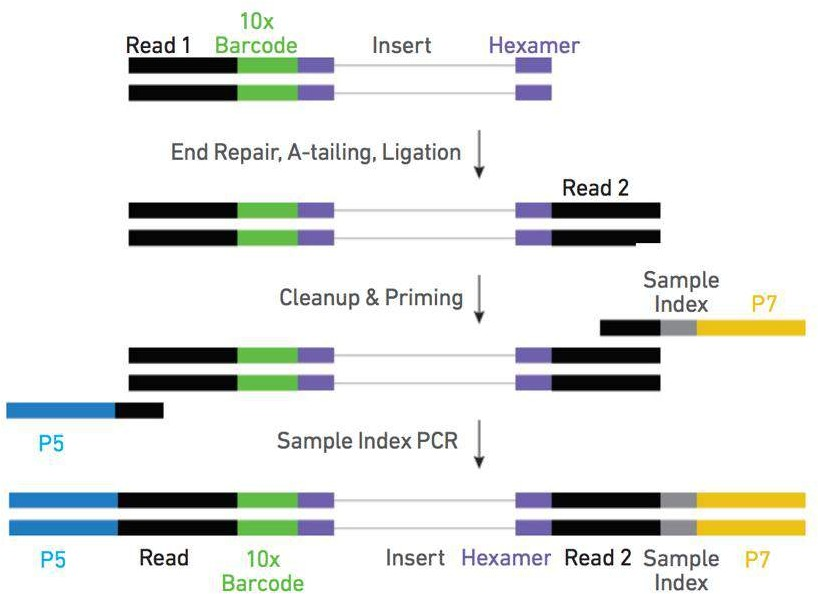 10x
Read 1 Barcode Insert Hexamer
End Repair, A-tailing, Ligation
Read 2
Cleanup & Priming
Sample
Index P7
P5
Sample Index PCR
P5 Read 10x Insert Hexamer Read 2 Sample P7
Barcode Index